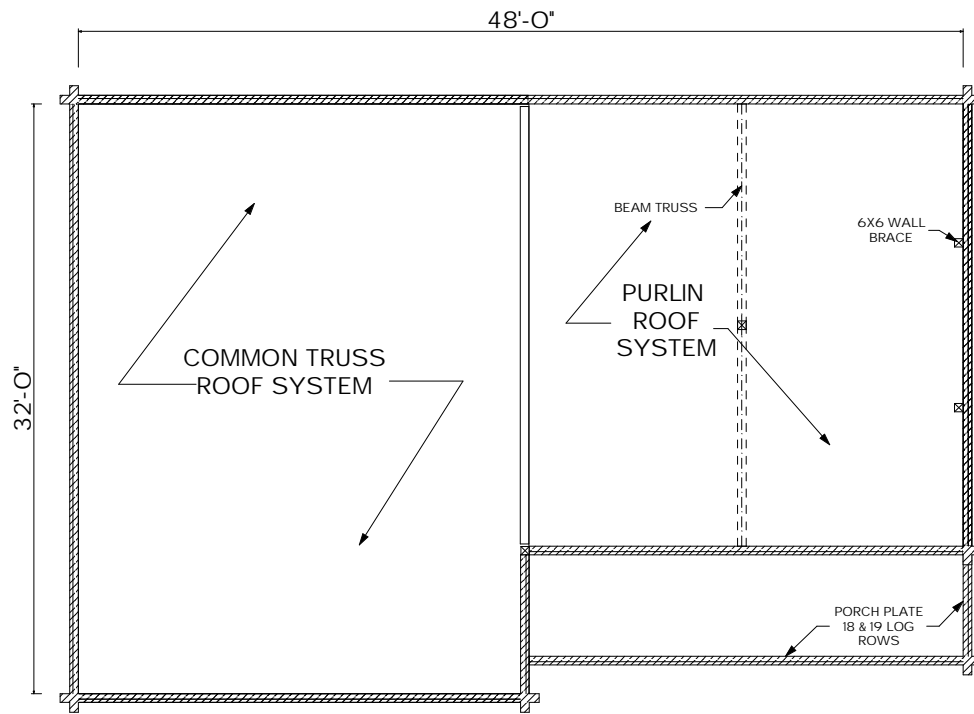 48'-0"
BEAM TRUSS
6X6 WALL
BRACE
PURLIN
ROOF
SYSTEM
COMMON TRUSS
ROOF SYSTEM
32'-0"
PORCH PLATE
18 & 19 LOG
ROWS